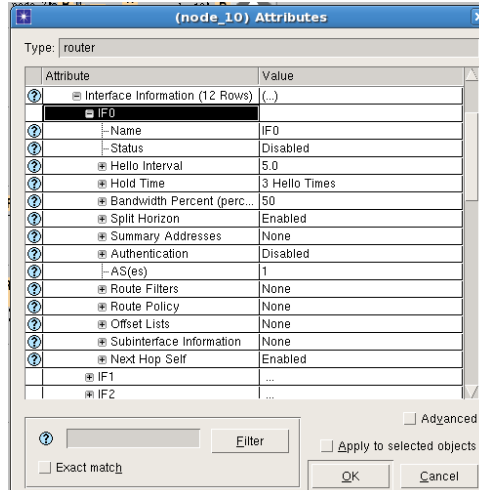 (node_10) Attributes
Type: router
Attribute Value
Interface Information (12 Rows) (...)
IF0
Name IF0
Status Disabled
Hello Interval 5.0
Hold Time 3 Hello Times
Bandwidth Percent (perc... 50
Split Horizon Enabled
Summary Addresses None
Authentication Disabled
AS(es) 1
Route Filters None
Route Policy None
Offset Lists None
Subinterface Information None
Next Hop Self Enabled
IF1 ...
IF2 ...
Advanced
Filter
Apply to selected objects
Exact match
OK Cancel